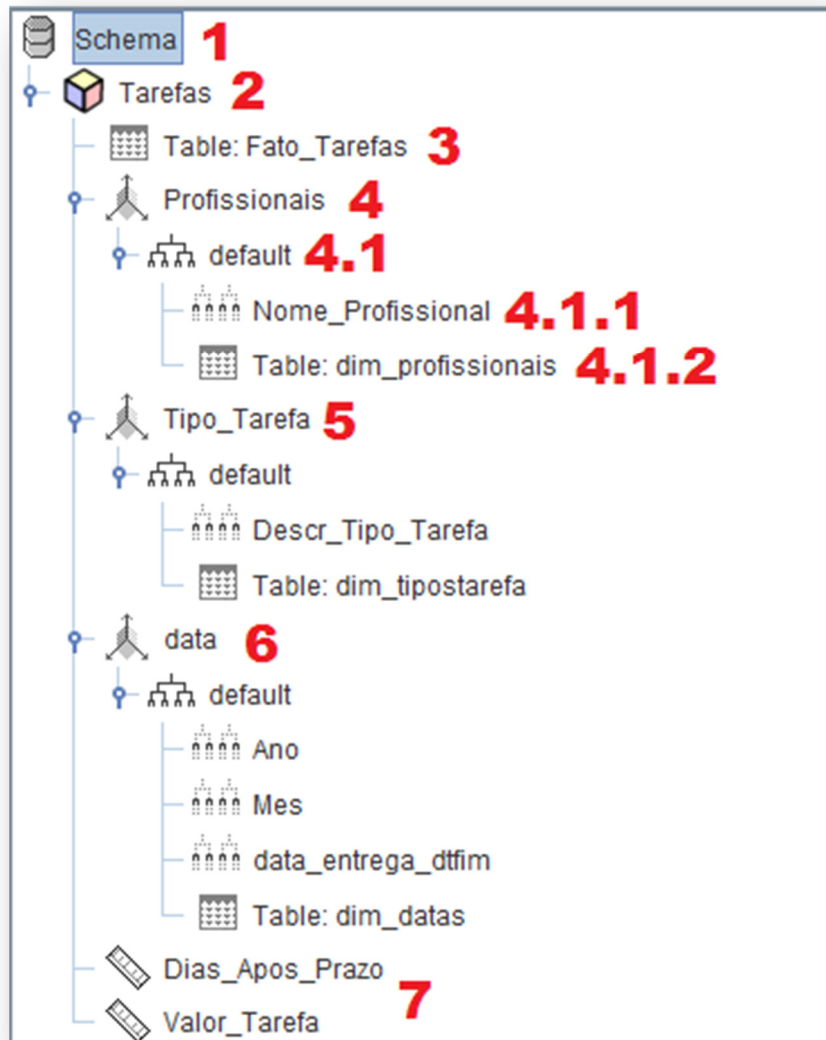 Schema 1
Tarefas 2
Table: Fato_Tarefas 3
Profissionais 4
default 4.1
Nome_Profissional 4.1.1
Table: dim_profissionais 4.1.2
Tipo_Tarefa 5
default
Descr_Tipo_Tarefa
Table: dim_tipostarefa
data 6
default
Ano
Mes
data_entrega_dtfim
Table: dim_datas
Dias_Apos_Prazo
7
Valor_Tarefa